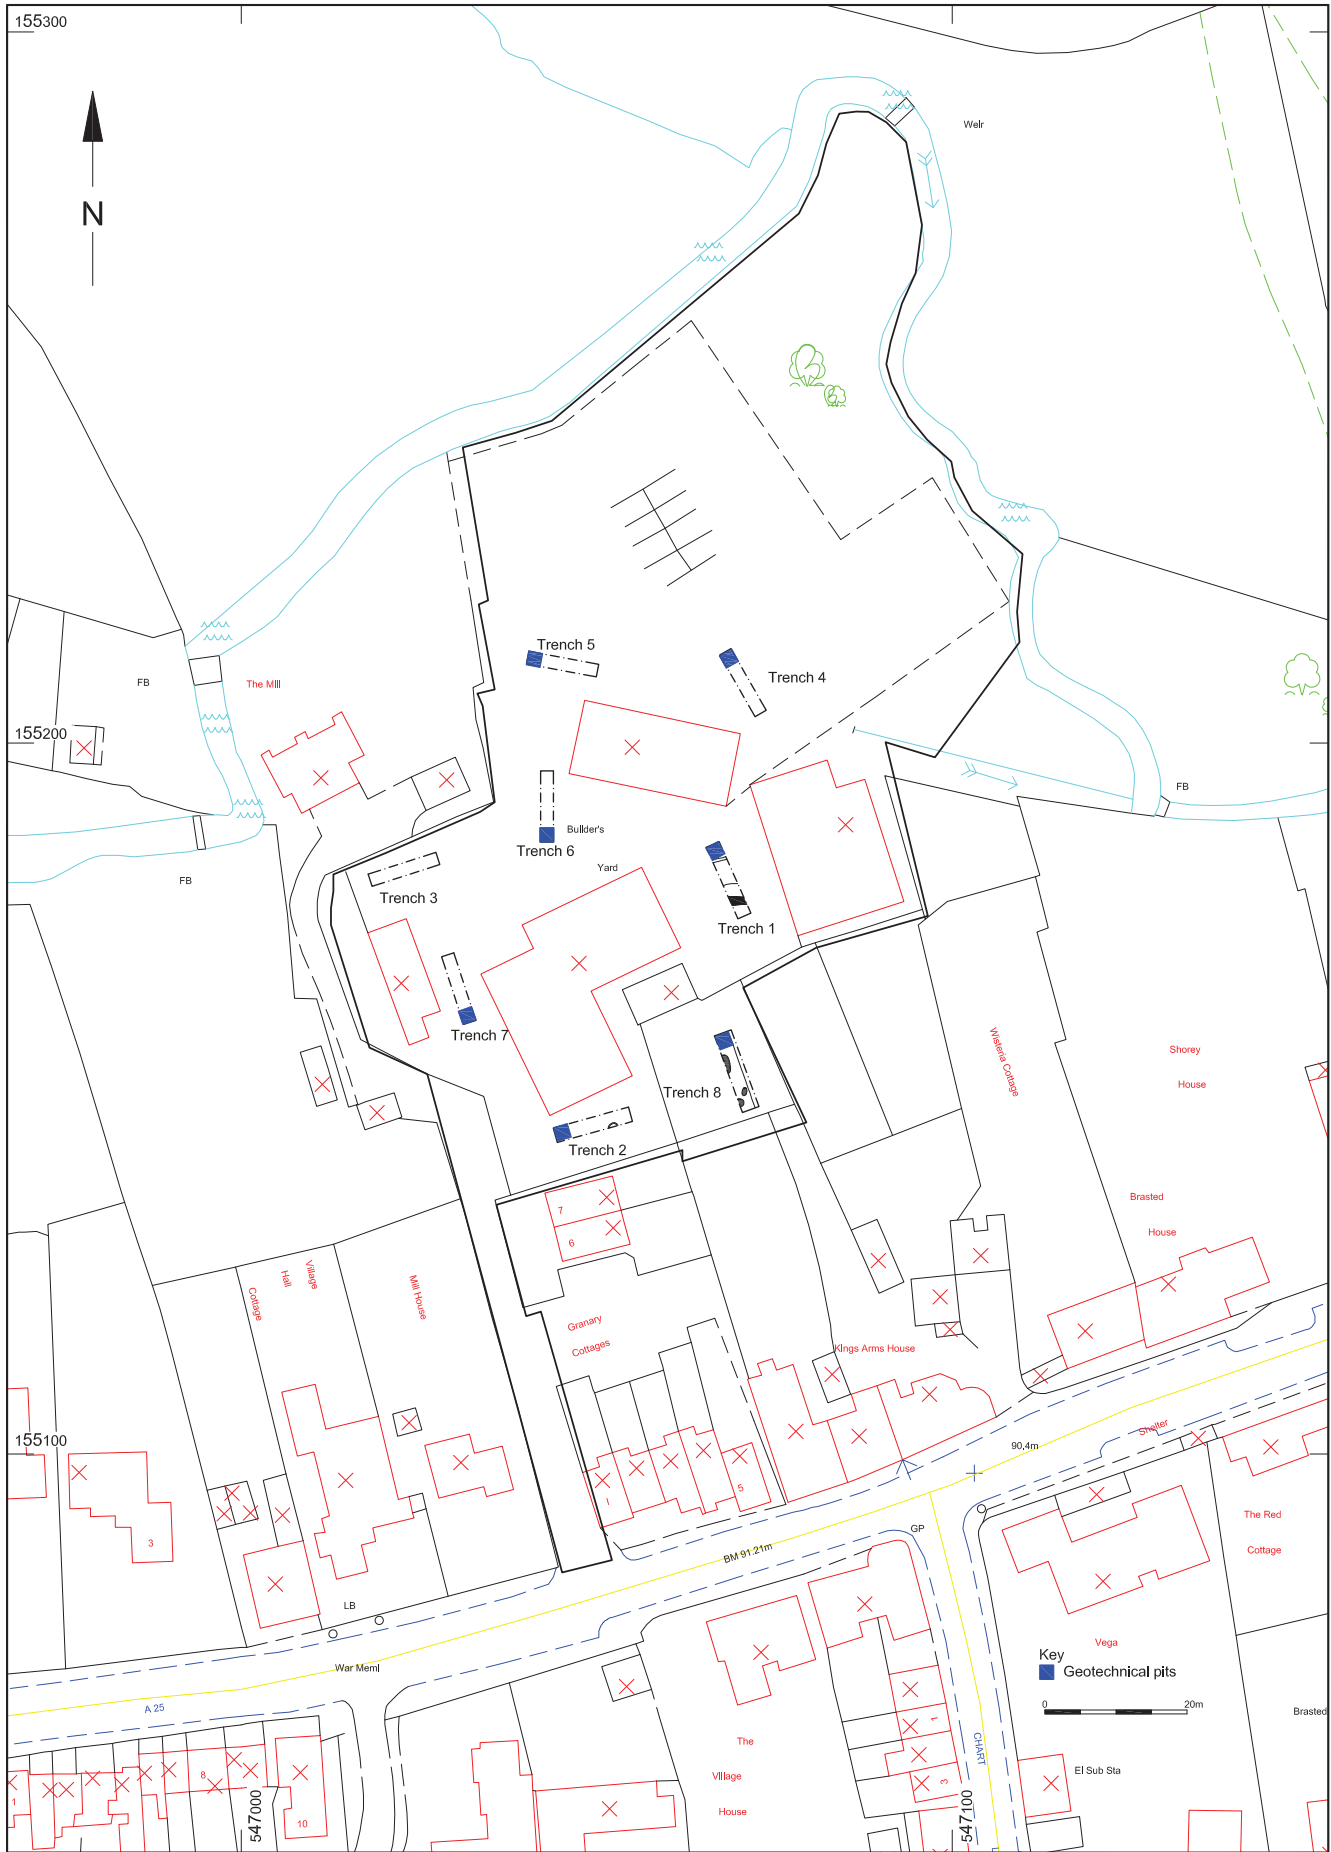 155300
Weir
N
Trench 5
Trench 4
FB
The Mill
155200
FB
Builder's
Trench 6
Yard
FB
Trench 3
Trench 1
Trench 7
Wisteria Cottage
Shorey
House
Trench 8
Trench 2
Brasted
House
7
6
Village
Hall
Cottage
Mill House
Granary
Cottages
Kings Arms House
Shelter
155100
90.4m
1
5
The Red
Cottage
3
GP
BM 91.21m
LB
Vega
War Meml
Key
Geotechnical pits
0
20m
A 25
Brasted
1
The
Village
House
CHART
El Sub Sta
8
3
1
10
547000
547100